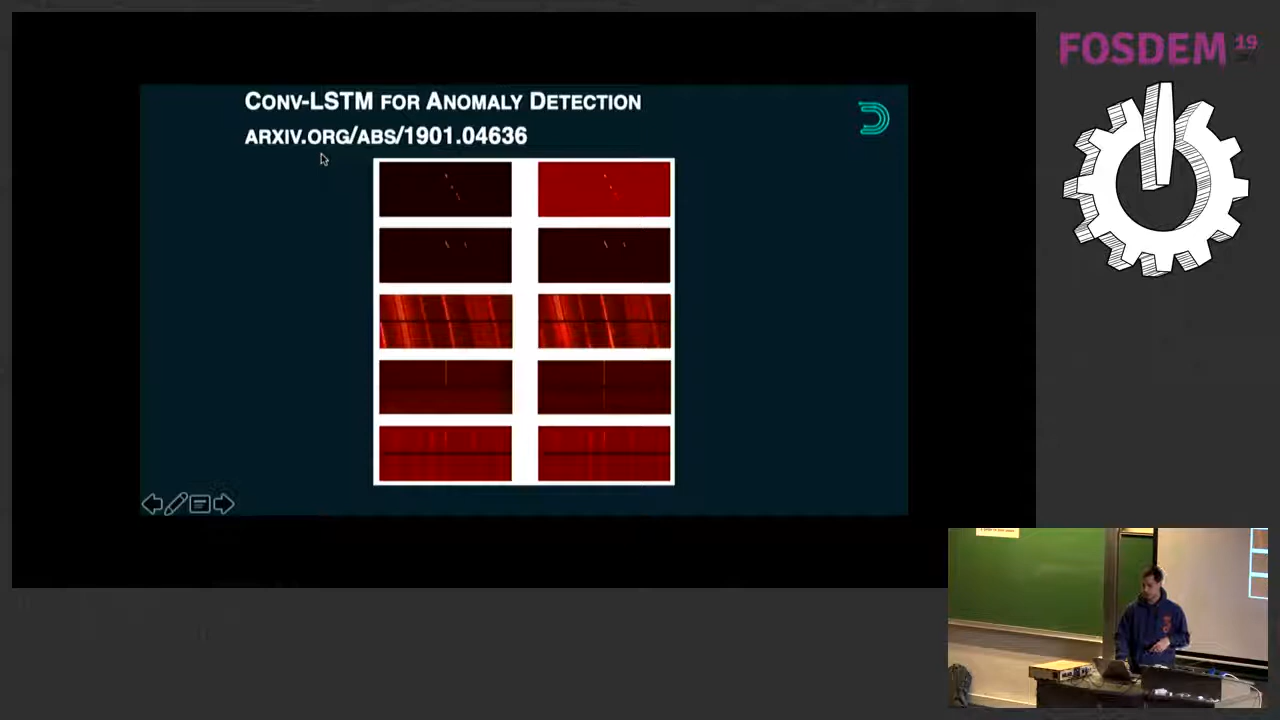 CONV-LSTM FOR ANOMALY DETECTION
ARXIV.ORG/ABS/1901.04636
FOSDEM 19